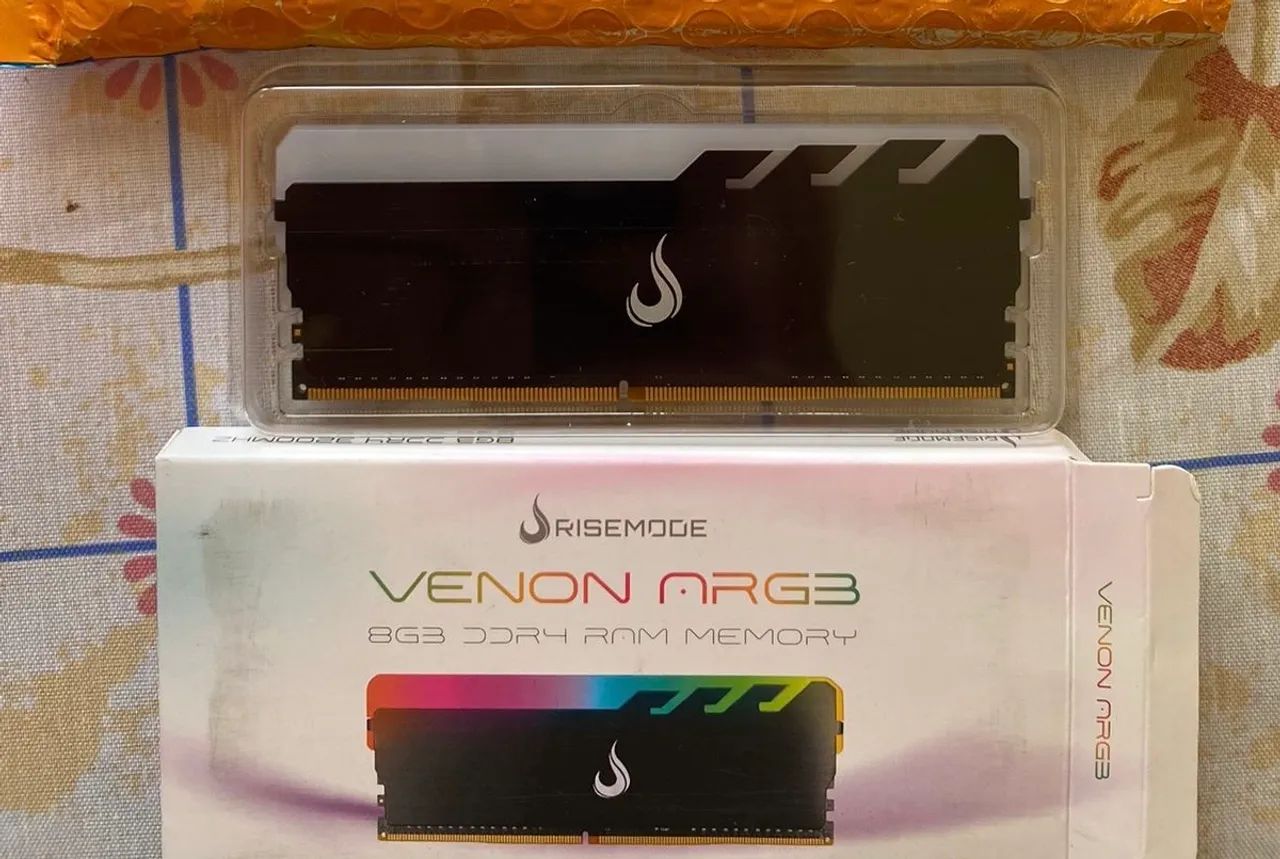 8GB DDR4 3200MHZ
RISEMODE
RISEMODE
VENON ARGB
8GB DDR4 RAM MEMORY
VENON ARGB